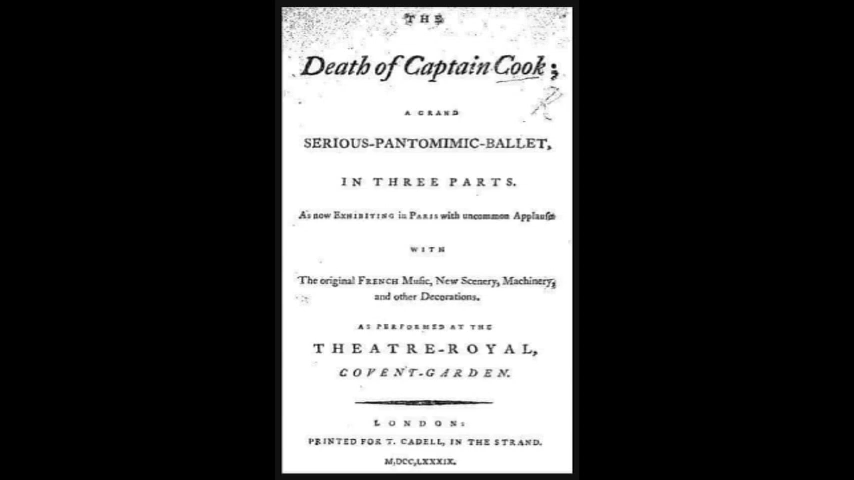 THE
Death of Captain Cook;
A GRAND
SERIOUS-PANTOMIMIC-BALLET,
IN THREE PARTS.
As now EXHIBITING in PARIS with uncommon Applauſe
WITH
The original FRENCH Muſic, New Scenery, Machinery,
and other Decorations.
AS PERFORMED AT THE
THEATRE-ROYAL,
COVENT-GARDEN.
LONDON:
PRINTED FOR T. CADELL, IN THE STRAND.
M,DCC,LXXXIX.